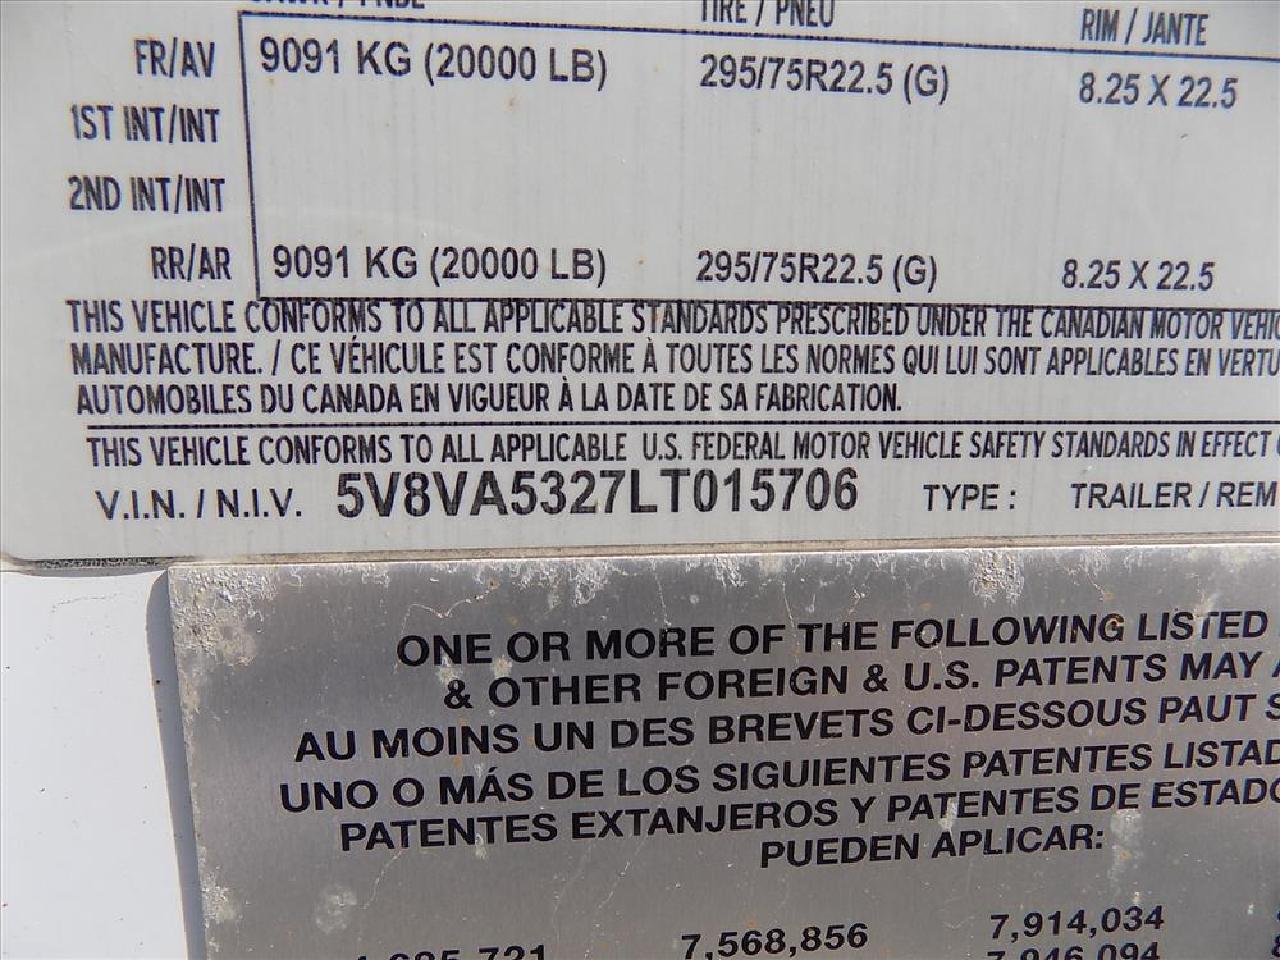 TIRE / PNEU
RIM / JANTE
FR/AV 9091 KG (20000 LB) 295/75R22.5 (G) 8.25 X 22.5
1ST INT/INT
2ND INT/INT
RR/AR 9091 KG (20000 LB) 295/75R22.5 (G) 8.25 X 22.5
THIS VEHICLE CONFORMS TO ALL APPLICABLE STANDARDS PRESCRIBED UNDER THE CANADIAN MOTOR VEHIC
MANUFACTURE. / CE VÉHICULE EST CONFORME À TOUTES LES NORMES QUI LUI SONT APPLICABLES EN VERTU
AUTOMOBILES DU CANADA EN VIGUEUR À LA DATE DE SA FABRICATION.
THIS VEHICLE CONFORMS TO ALL APPLICABLE U.S. FEDERAL MOTOR VEHICLE SAFETY STANDARDS IN EFFECT
V.I.N. / N.I.V. 5V8VA5327LT015706 TYPE : TRAILER / REM
ONE OR MORE OF THE FOLLOWING LISTED
& OTHER FOREIGN & U.S. PATENTS MAY
AU MOINS UN DES BREVETS CI-DESSOUS PAUT S
UNO O MÁS DE LOS SIGUIENTES PATENTES LISTAD
PATENTES EXTANJEROS Y PATENTES DE ESTADO
PUEDEN APLICAR:
7,568,856 7,914,034
7,946,094